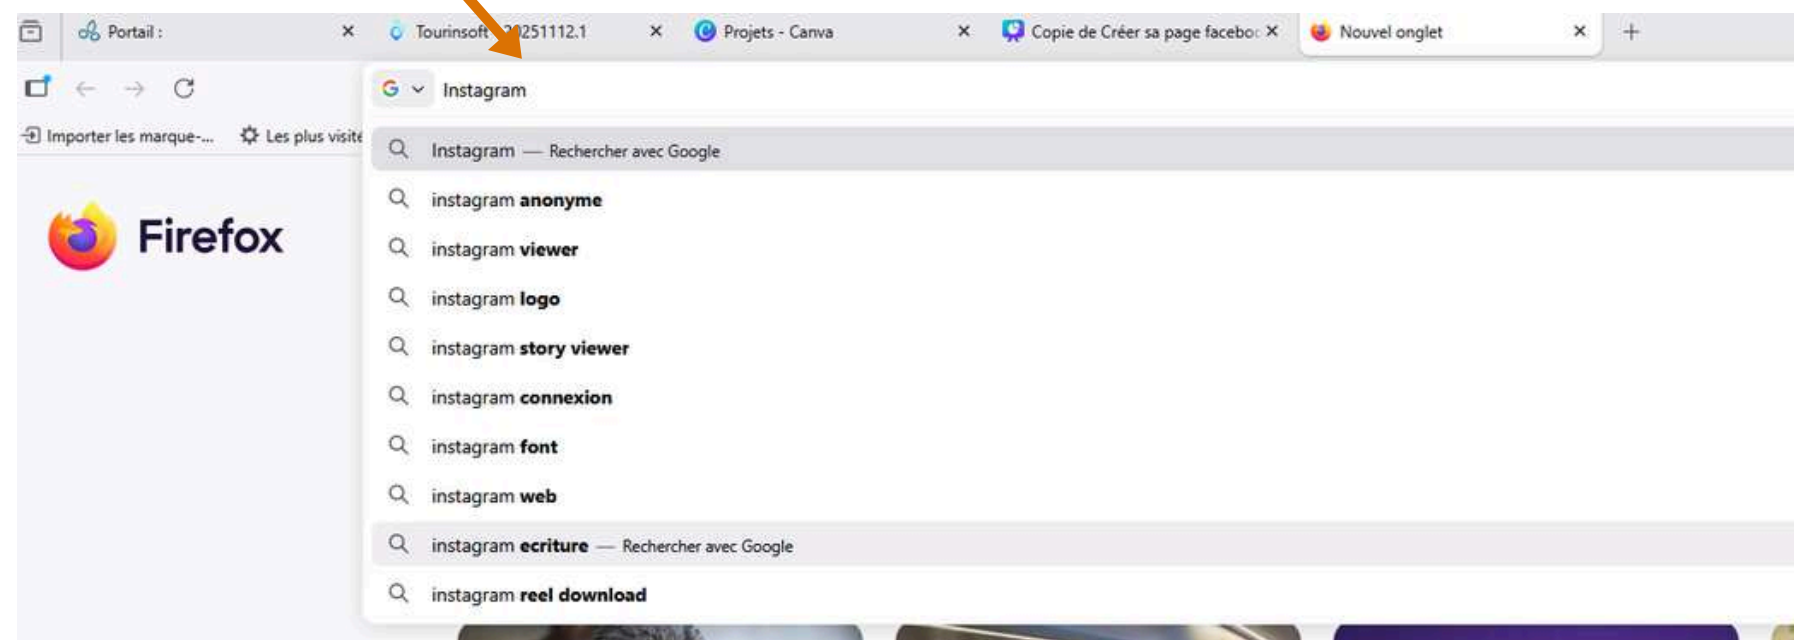 Portail :
Tourinsoft 20251112.1
Projets - Canva
Copie de Créer sa page faceboo
Nouvel onglet
Instagram
Importer les marque-...
Les plus visité
Instagram — Rechercher avec Google
instagram anonyme
Firefox
instagram viewer
instagram logo
instagram story viewer
instagram connexion
instagram font
instagram web
instagram ecriture — Rechercher avec Google
instagram reel download